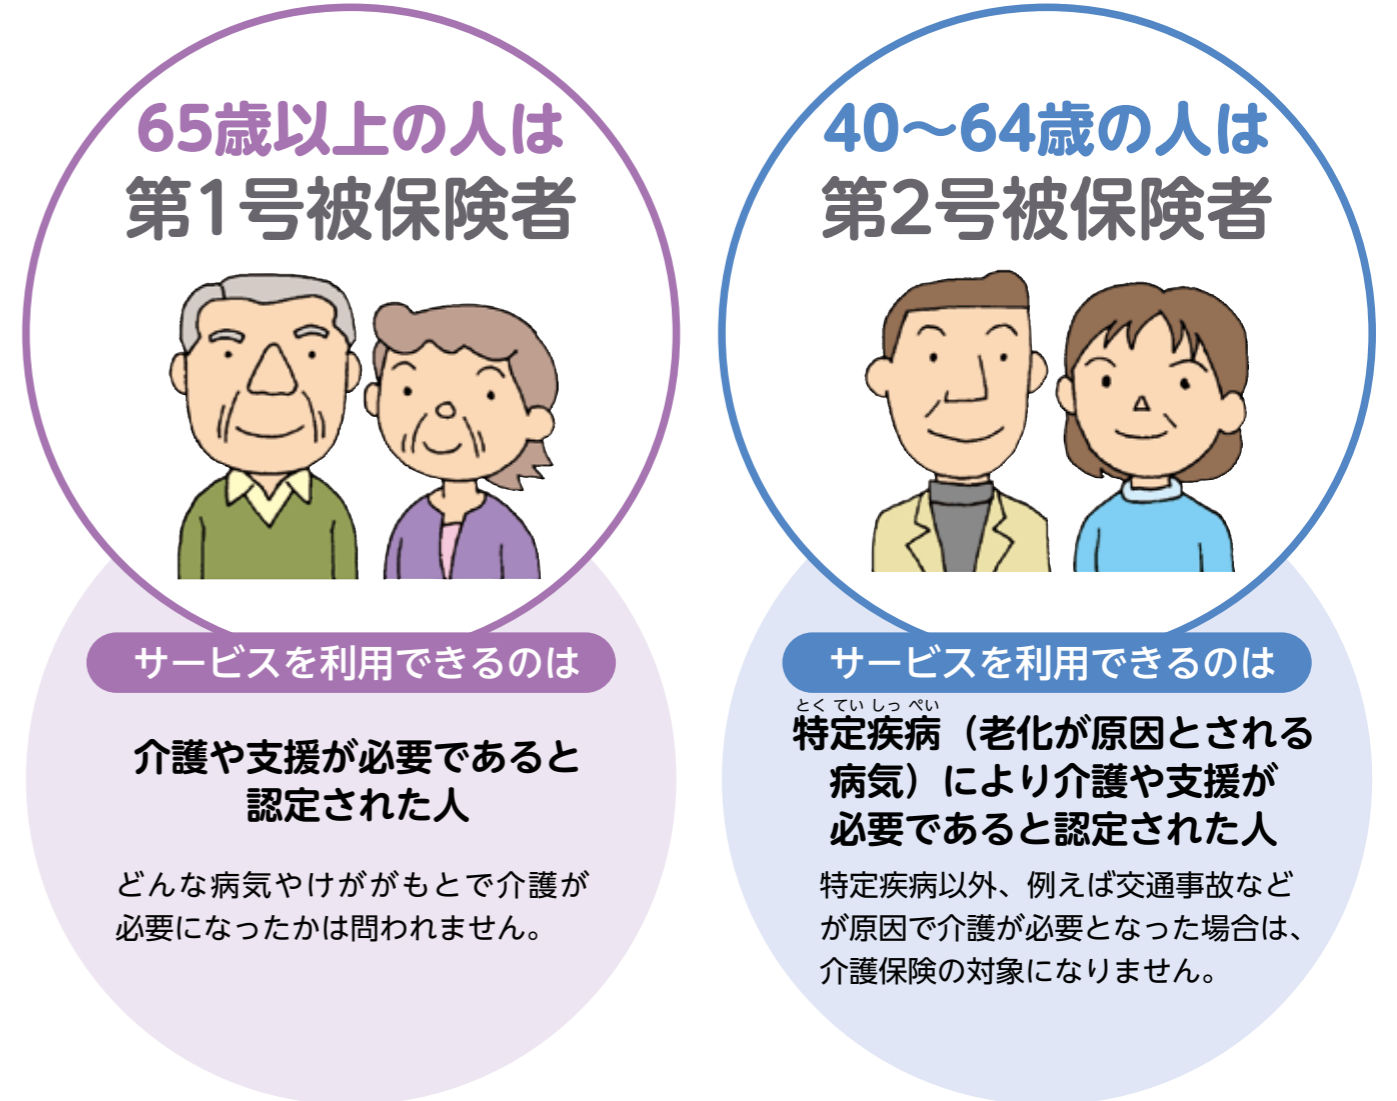 65歳以上の人は
第1号被保険者
サービスを利用できるのは
介護や支援が必要であると
認定された人
どんな病気やけががもとで介護が
必要になったかは問われません。
40〜64歳の人は
第2号被保険者
サービスを利用できるのは
とく てい しっ ぺい
特定疾病（老化が原因とされる
病気）により介護や支援が
必要であると認定された人
特定疾病以外、例えば交通事故など
が原因で介護が必要となった場合は、
介護保険の対象になりません。